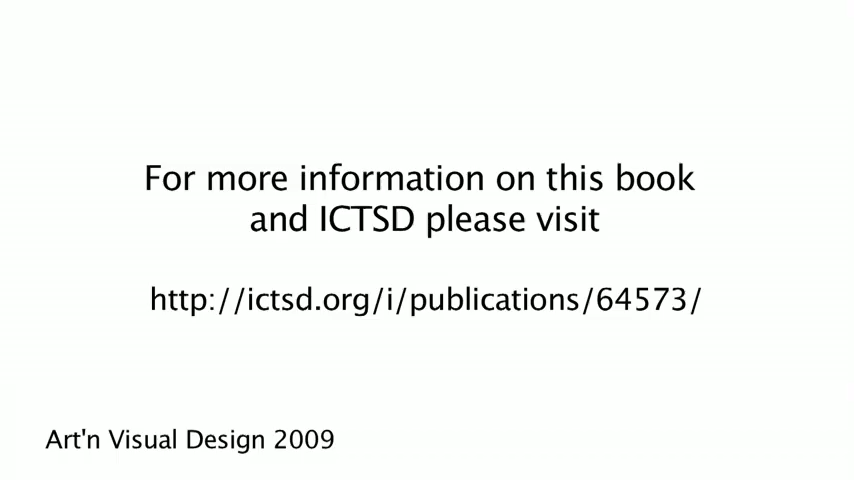 For more information on this book
and ICTSD please visit
http://ictsd.org/i/publications/64573/
Art'n Visual Design 2009